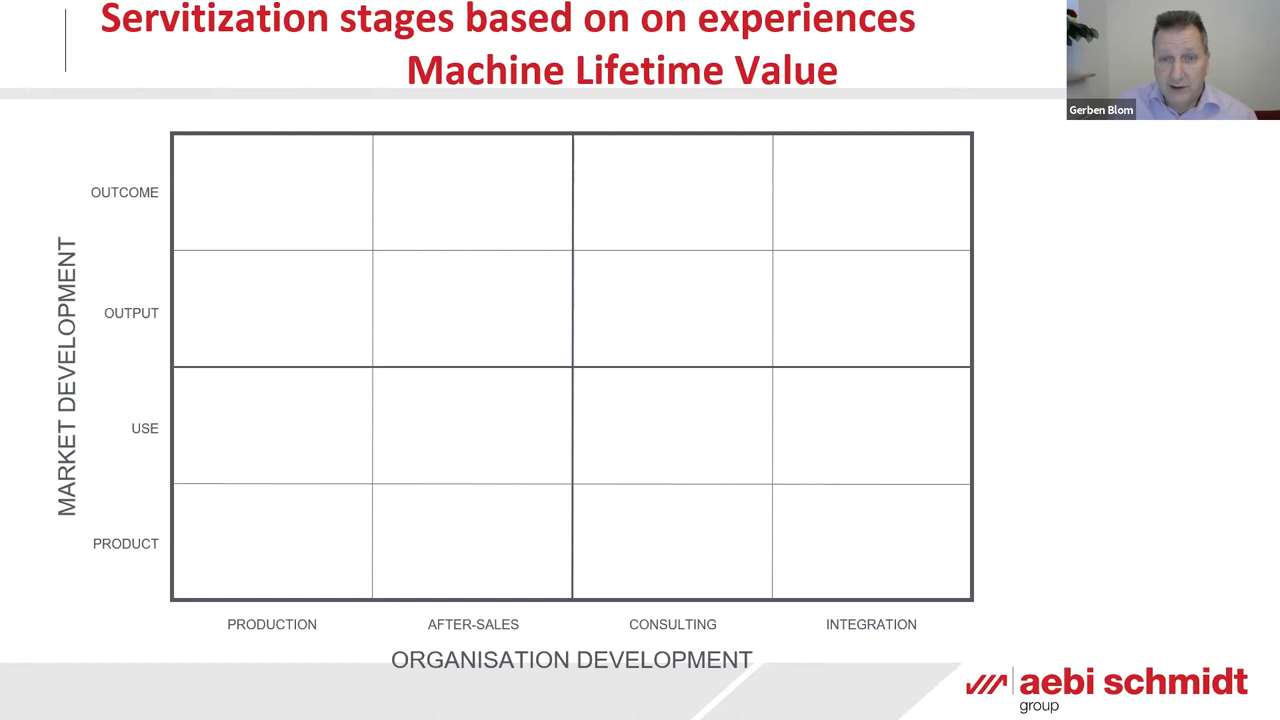 Servitization stages based on on experiences
Machine Lifetime Value
Gerben Blom
MARKET DEVELOPMENT
OUTCOME
OUTPUT
USE
PRODUCT
PRODUCTION
AFTER-SALES
CONSULTING
INTEGRATION
ORGANISATION DEVELOPMENT
aebi schmidt
group